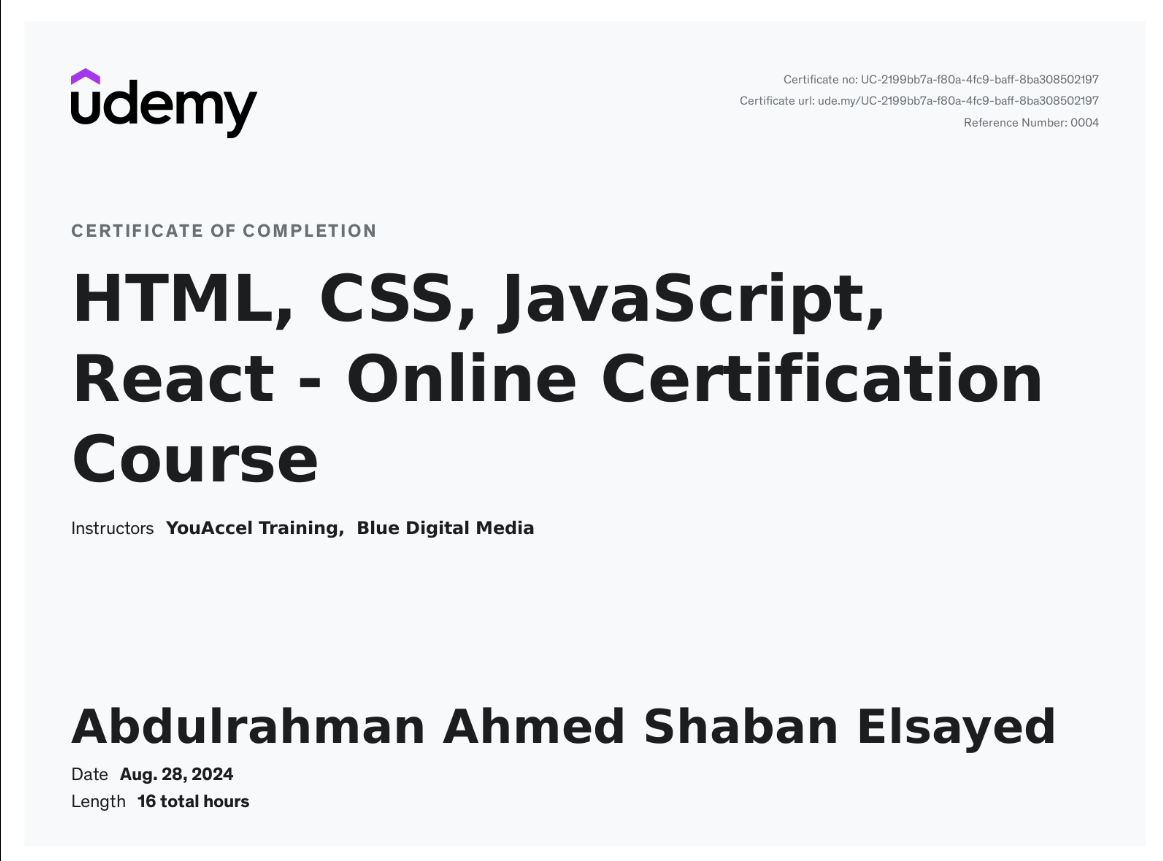 udemy
Certificate no: UC-2199bb7a-f80a-4fc9-baff-8ba308502197
Certificate url: ude.my/UC-2199bb7a-f80a-4fc9-baff-8ba308502197
Reference Number: 0004
CERTIFICATE OF COMPLETION
HTML, CSS, JavaScript,
React - Online Certification
Course
Instructors YouAccel Training, Blue Digital Media
Abdulrahman Ahmed Shaban Elsayed
Date Aug. 28, 2024
Length 16 total hours